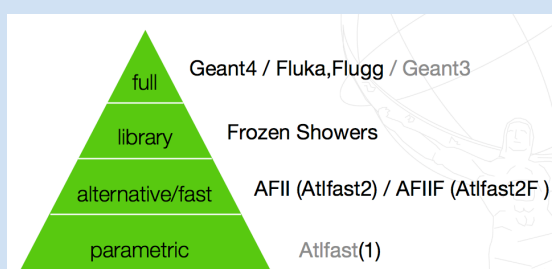 full Geant4 / Fluka,Flugg / Geant3
library Frozen Showers
alternative/fast AFII (Atlfast2) / AFIIF (Atlfast2F )
parametric Atlfast(1)